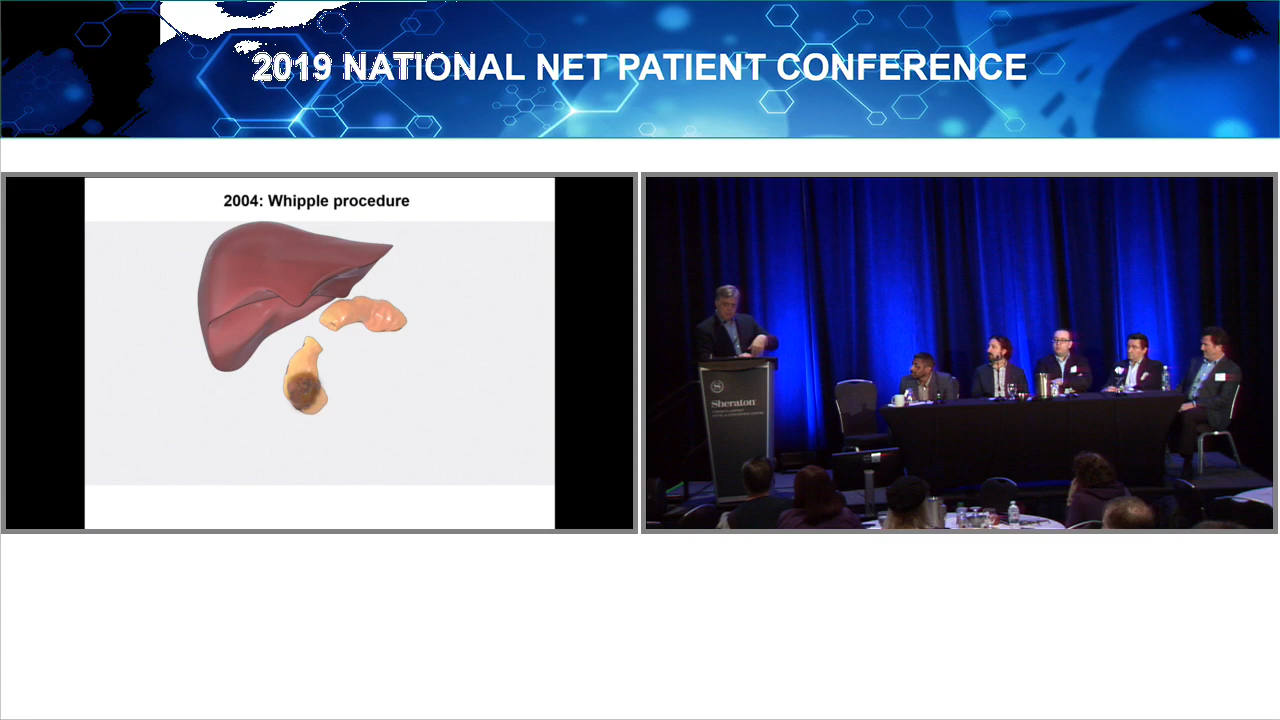 2019 NATIONAL NET PATIENT CONFERENCE
2004: Whipple procedure
Sheraton